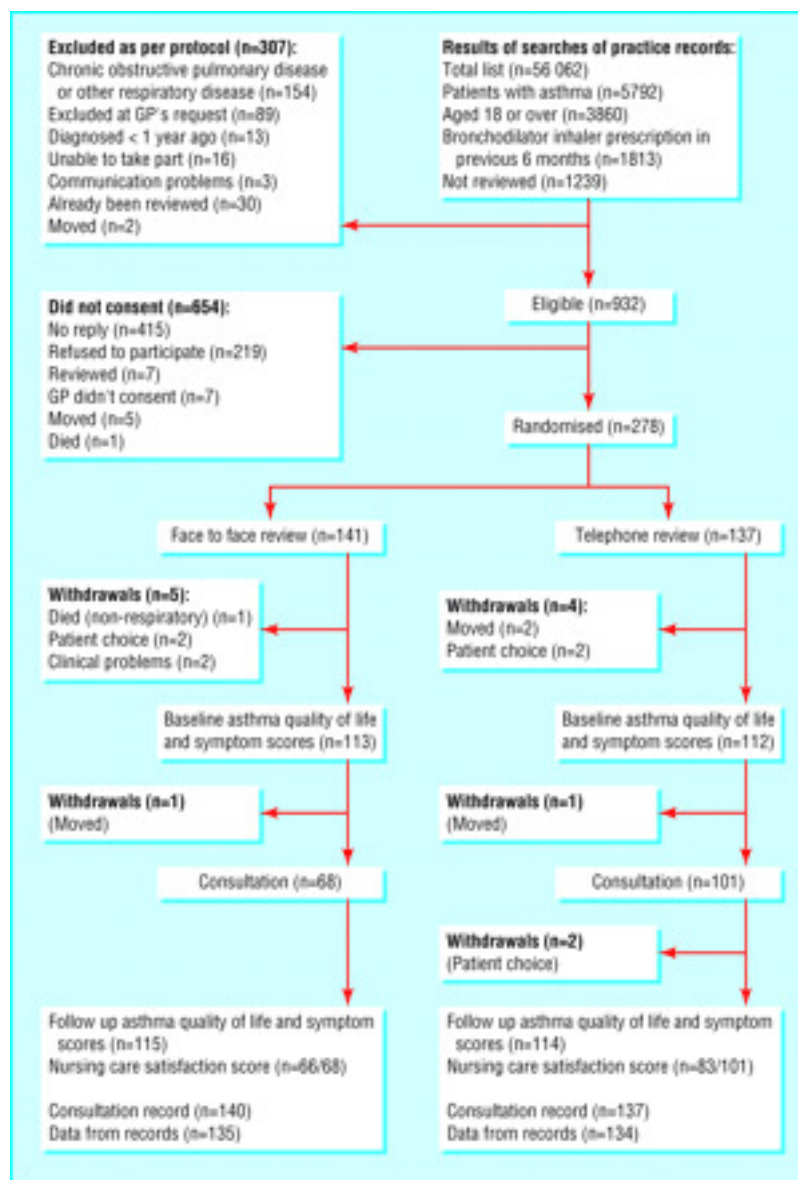 Excluded as per protocol (n=307):
Chronic obstructive pulmonary disease
or other respiratory disease (n=154)
Excluded at GP's request (n=89)
Diagnosed < 1 year ago (n=13)
Unable to take part (n=16)
Communication problems (n=3)
Already been reviewed (n=30)
Moved (n=2)
Results of searches of practice records:
Total list (n=56 062)
Patients with asthma (n=5792)
Aged 18 or over (n=3860)
Bronchodilator inhaler prescription in
previous 6 months (n=1813)
Not reviewed (n=1239)
Eligible (n=932)
Did not consent (n=654):
No reply (n=415)
Refused to participate (n=219)
Reviewed (n=7)
GP didn't consent (n=7)
Moved (n=5)
Died (n=1)
Randomised (n=278)
Face to face review (n=141)
Telephone review (n=137)
Withdrawals (n=5):
Died (non-respiratory) (n=1)
Patient choice (n=2)
Clinical problems (n=2)
Withdrawals (n=4):
Moved (n=2)
Patient choice (n=2)
Baseline asthma quality of life
and symptom scores (n=113)
Baseline asthma quality of life
and symptom scores (n=112)
Withdrawals (n=1)
(Moved)
Withdrawals (n=1)
(Moved)
Consultation (n=68)
Consultation (n=101)
Withdrawals (n=2)
(Patient choice)
Follow up asthma quality of life and symptom
scores (n=115)
Nursing care satisfaction score (n=66/68)
Consultation record (n=140)
Data from records (n=135)
Follow up asthma quality of life and symptom
scores (n=114)
Nursing care satisfaction score (n=83/101)
Consultation record (n=137)
Data from records (n=134)